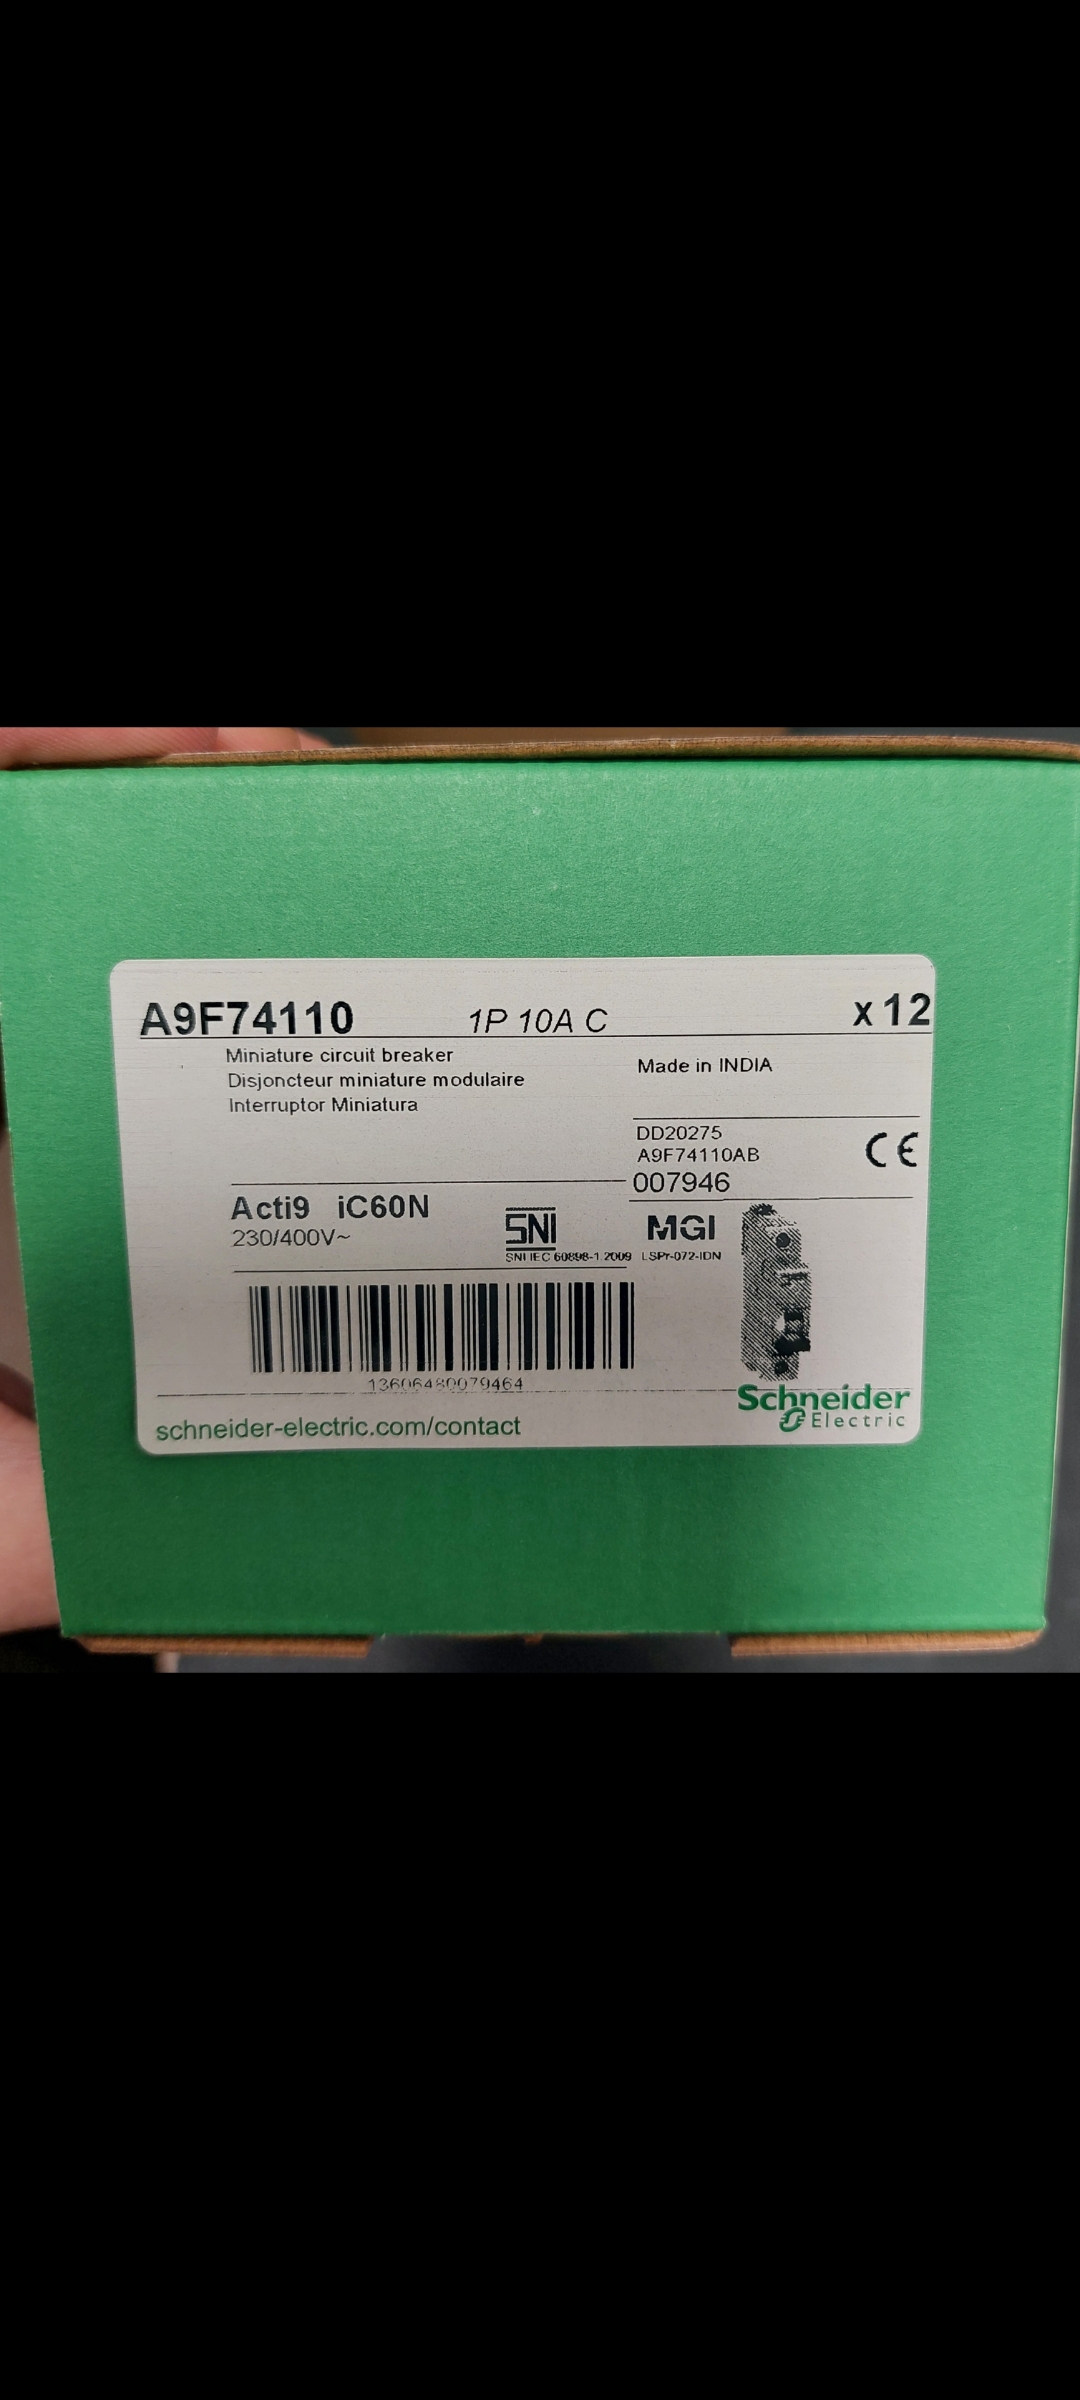 A9F74110 1P 10A C x 12
Miniature circuit breaker
Disjoncteur miniature modulaire
Interruptor Miniatura
Made in INDIA
DD20275
A9F74110AB
007946
CE
Acti9 iC60N
230/400V~
SNI
SNI IEC 60898-1 2009
MGI
LSPr-072-IDN
13606480079464
schneider-electric.com/contact
Schneider
Electric